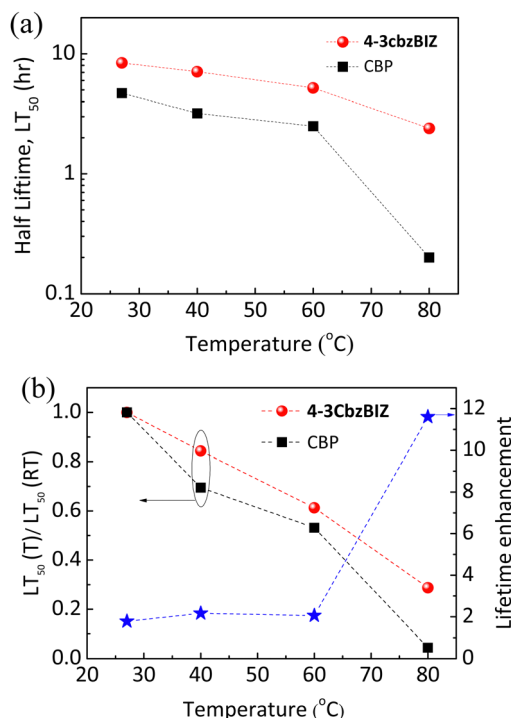 (a)
10
1
0.1
Half Liftime, LT50 (hr)
4-3cbzBIZ
CBP
20 30 40 50 60 70 80
Temperature (°C)
(b)
1.0
0.8
0.6
0.4
0.2
0.0
LT50 (T)/ LT50 (RT)
4-3CbzBIZ
CBP
12
10
8
6
4
2
0
Lifetime enhancement
20 30 40 50 60 70 80
Temperature (°C)